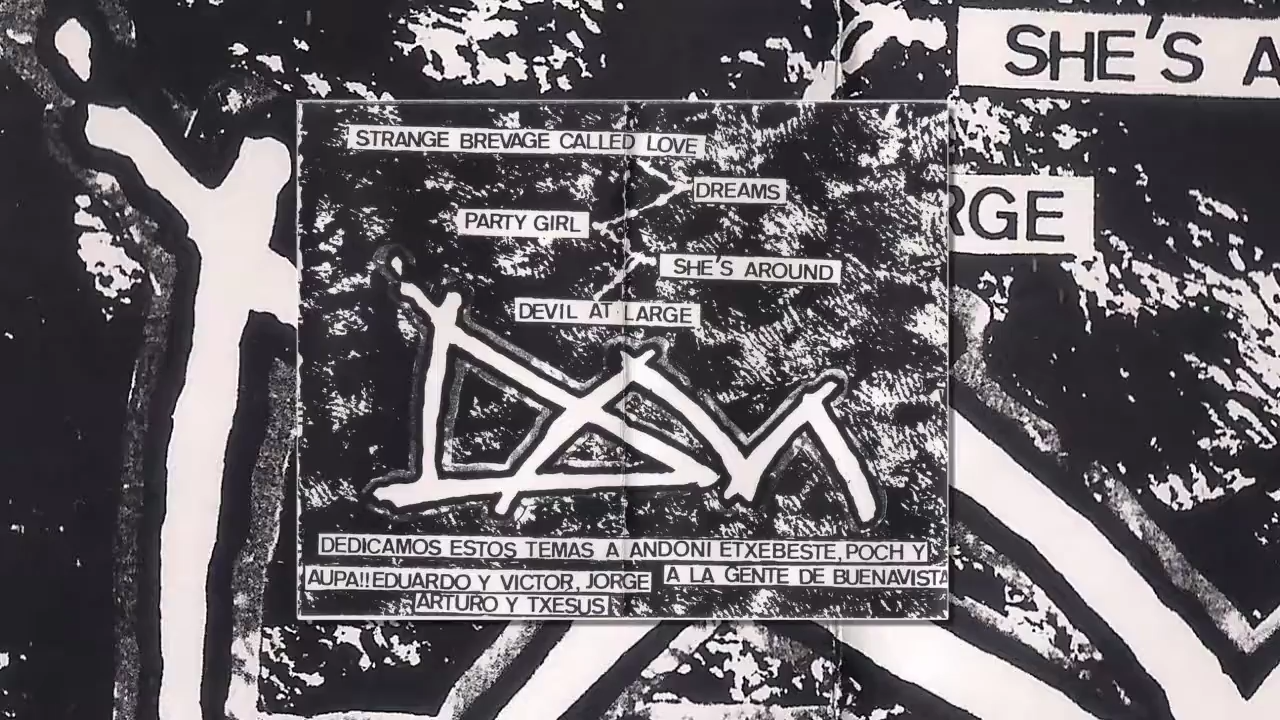 SHE'S A
RGE
STRANGE BREVAGE CALLED LOVE
DREAMS
PARTY GIRL
SHE'S AROUND
DEVIL AT LARGE
DEDICAMOS ESTOS TEMAS A ANDONI ETXEBESTE, POCH Y
AUPA!! EDUARDO Y VICTOR, JORGE A LA GENTE DE BUENAVISTA
ARTURO Y TXESUS